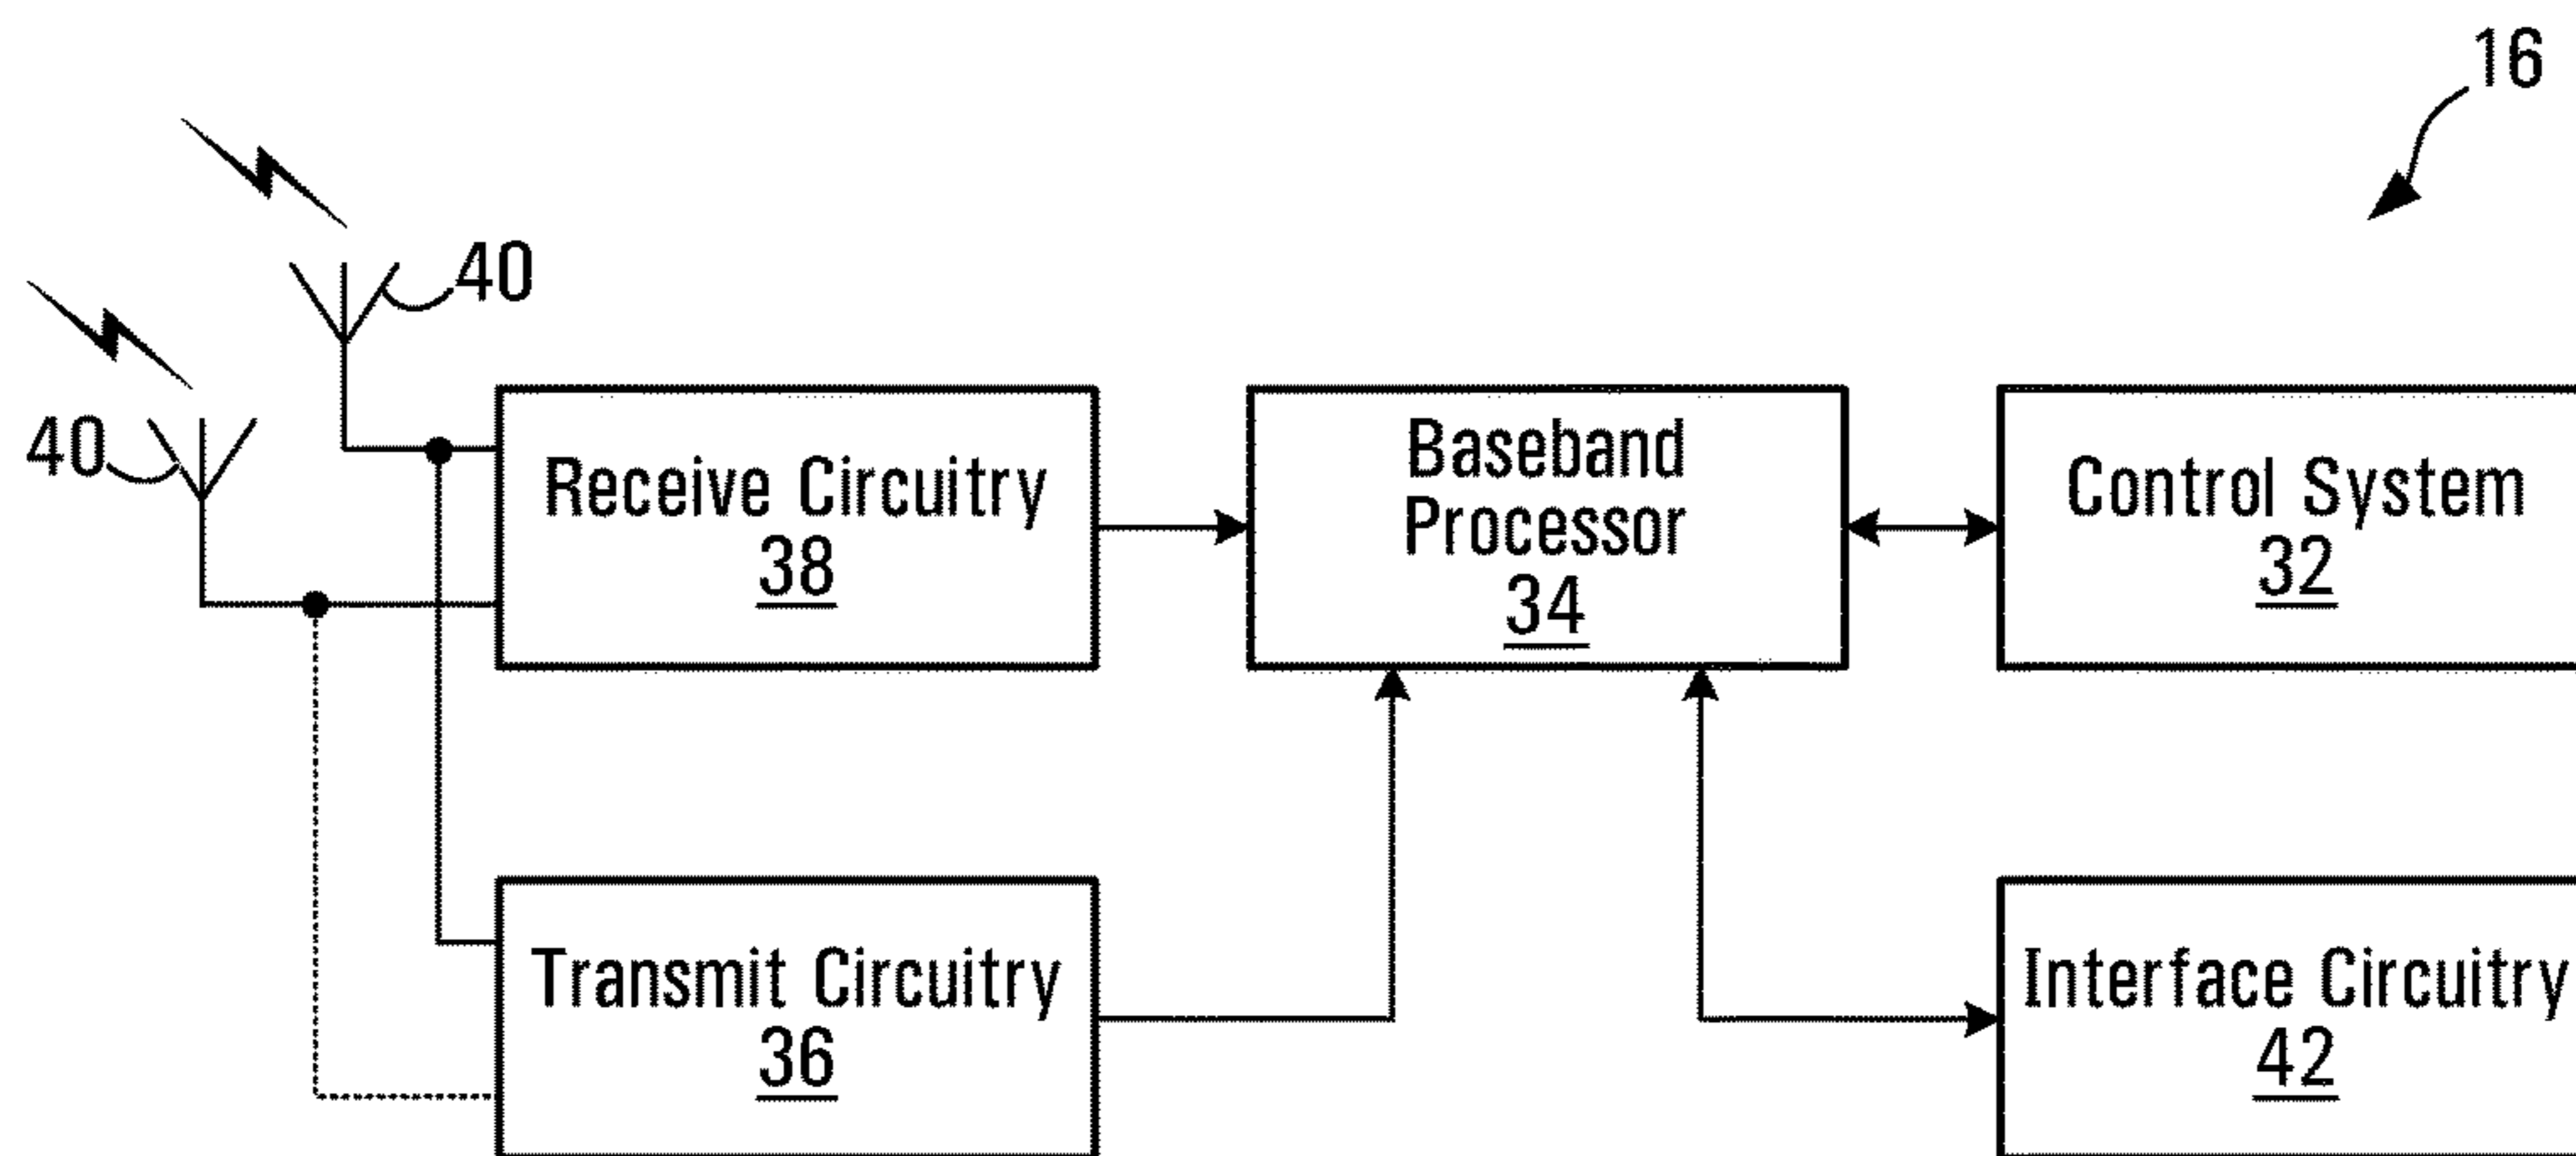 16
40
40
Receive Circuitry
38
Baseband
Processor
34
Control System
32
Transmit Circuitry
36
Interface Circuitry
42